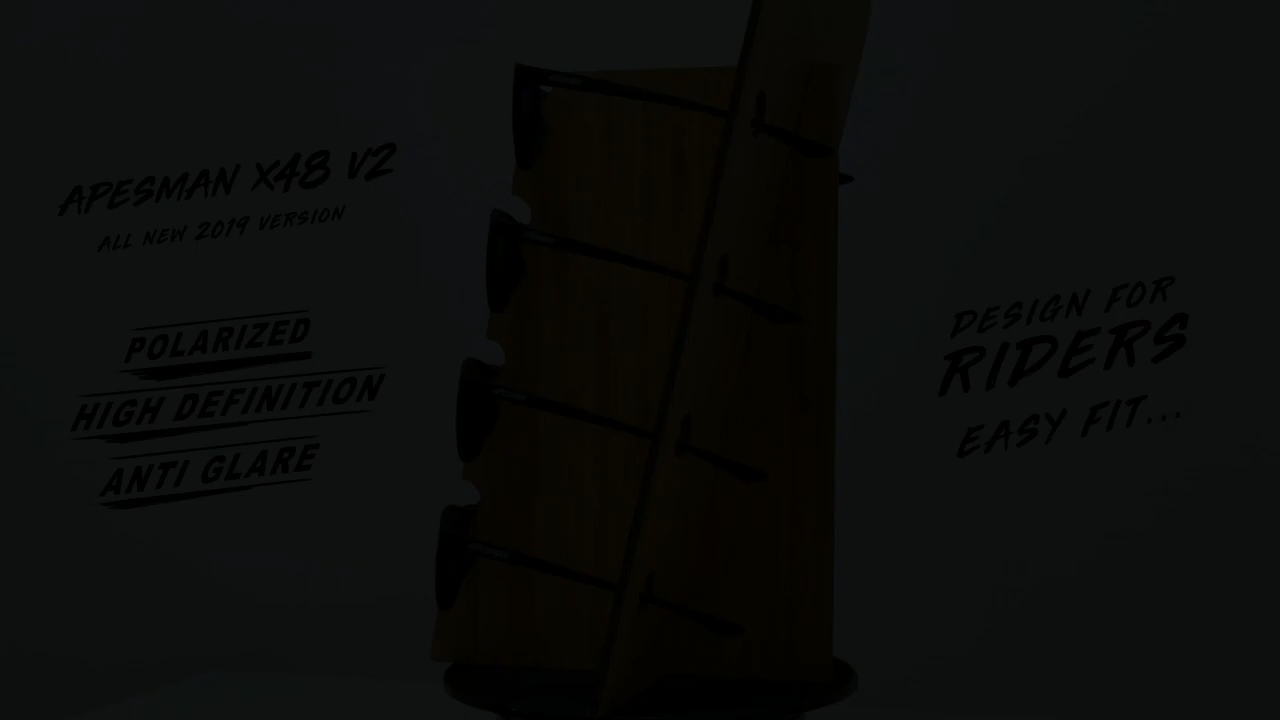 APESMAN X48 V2
ALL NEW 2019 VERSION
POLARIZED
HIGH DEFINITION
ANTI GLARE
DESIGN FOR
RIDERS
EASY FIT...